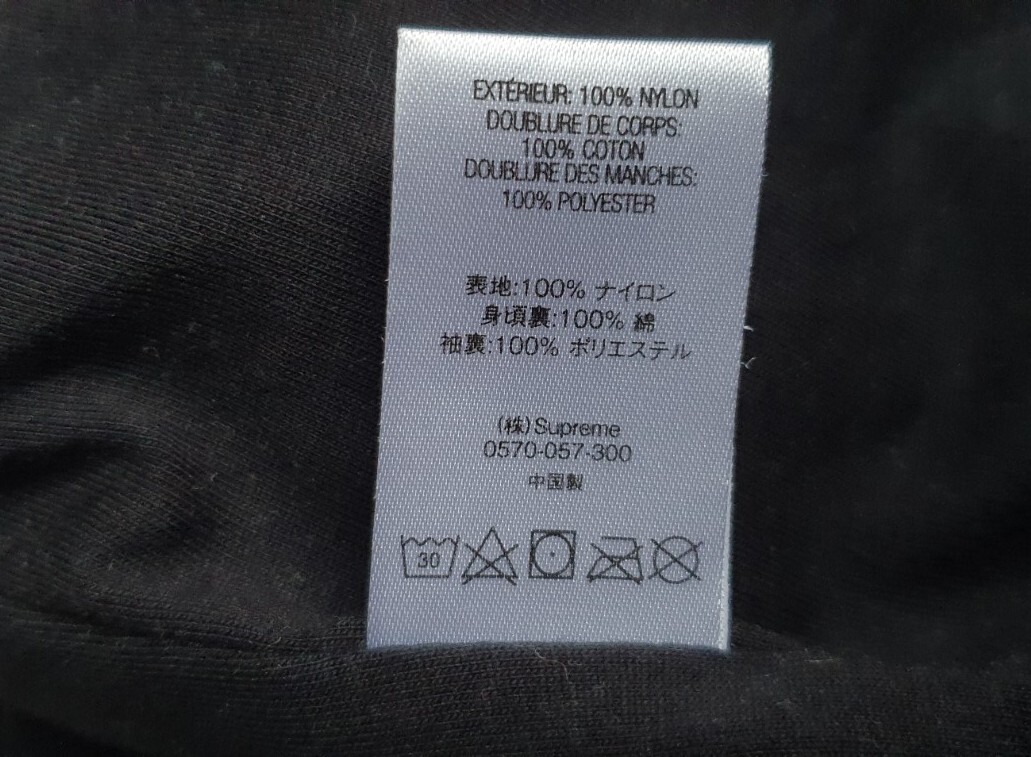 EXTÉRIEUR: 100% NYLON
DOUBLURE DE CORPS:
100% COTON
DOUBLURE DES MANCHES:
100% POLYESTER
表地:100% ナイロン
身頃裏:100% 綿
袖裏:100% ポリエステル
(株)Supreme
0570-057-300
中国製
30